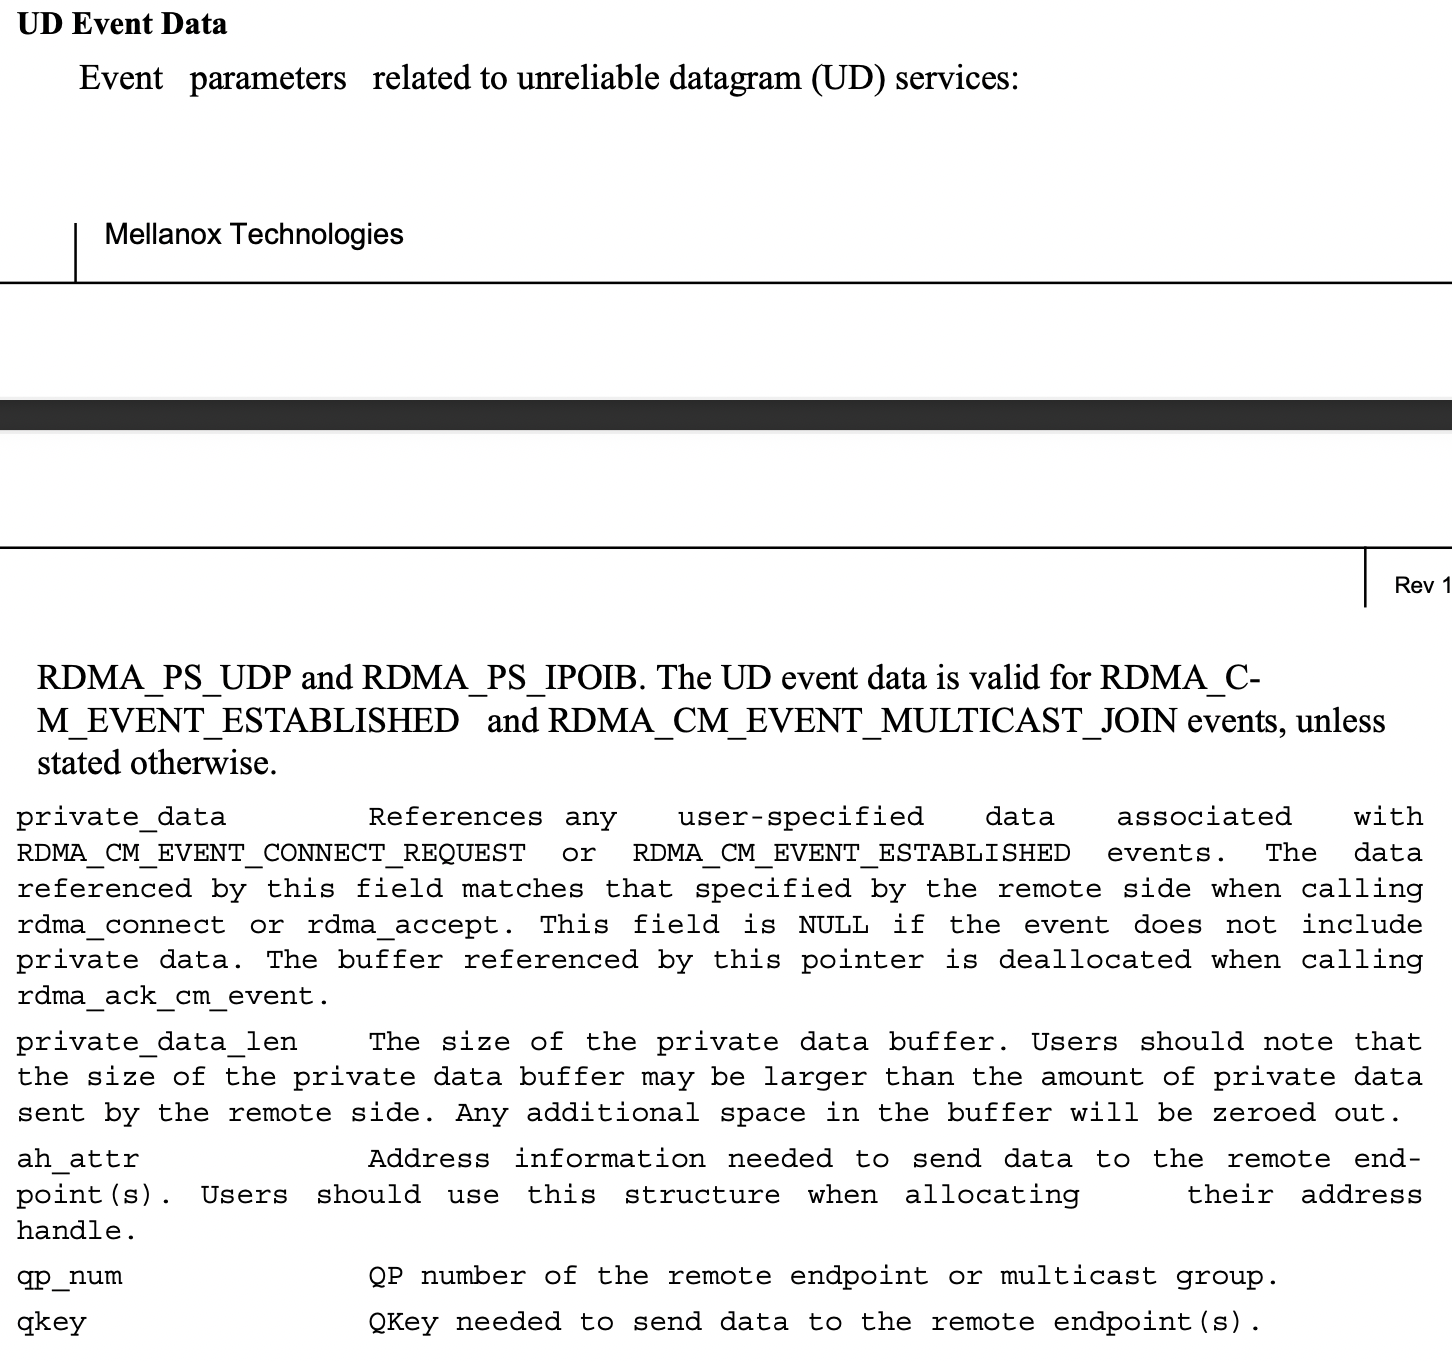 UD Event Data
Event parameters related to unreliable datagram (UD) services:
Mellanox Technologies
Rev 1
RDMA_PS_UDP and RDMA_PS_IPOIB. The UD event data is valid for RDMA_C-
M_EVENT_ESTABLISHED and RDMA_CM_EVENT_MULTICAST_JOIN events, unless
stated otherwise.
private_data References any user-specified data associated with
RDMA_CM_EVENT_CONNECT_REQUEST or RDMA_CM_EVENT_ESTABLISHED events. The data
referenced by this field matches that specified by the remote side when calling
rdma_connect or rdma_accept. This field is NULL if the event does not include
private data. The buffer referenced by this pointer is deallocated when calling
rdma_ack_cm_event.
private_data_len The size of the private data buffer. Users should note that
the size of the private data buffer may be larger than the amount of private data
sent by the remote side. Any additional space in the buffer will be zeroed out.
ah_attr Address information needed to send data to the remote end-
point(s). Users should use this structure when allocating their address
handle.
qp_num QP number of the remote endpoint or multicast group.
qkey QKey needed to send data to the remote endpoint(s).